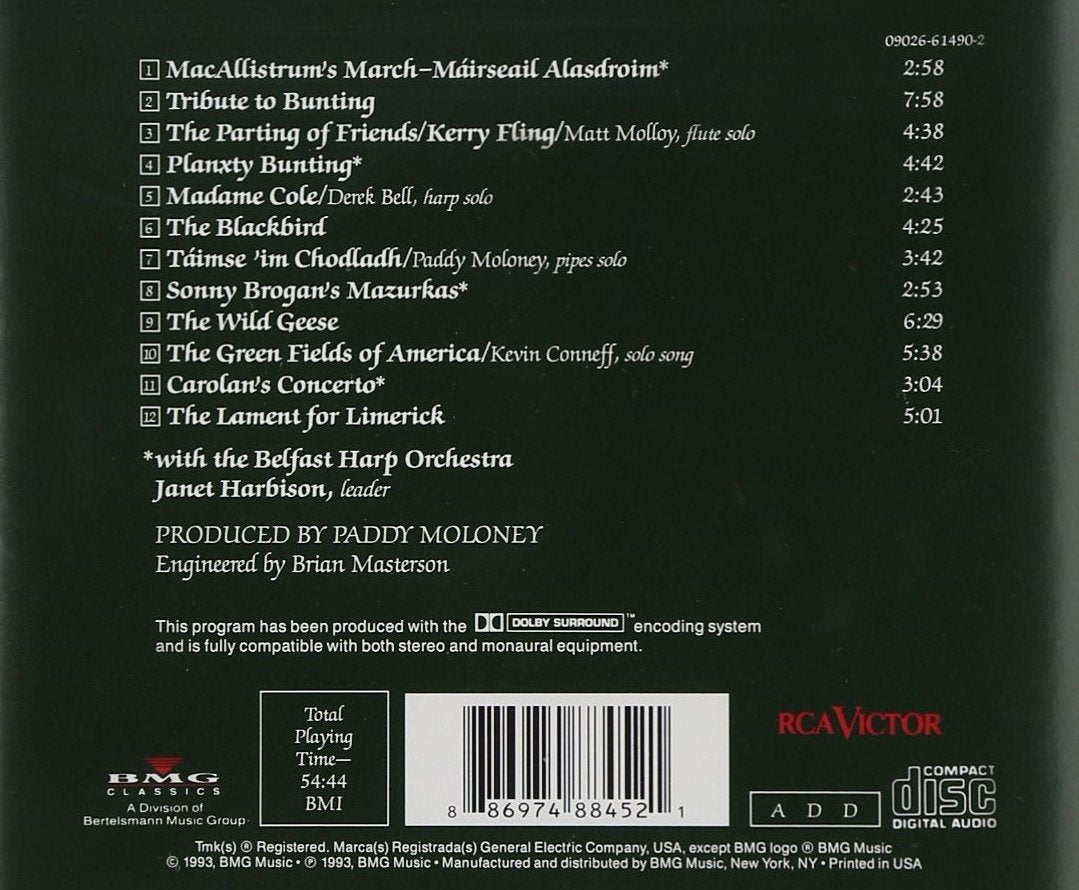 09026-61490-2
1 MacAllistrum's March–Máirseail Alasdroim* 2:58
2 Tribute to Bunting 7:58
3 The Parting of Friends/Kerry Fling/Matt Molloy, flute solo 4:38
4 Planxty Bunting* 4:42
5 Madame Cole/Derek Bell, harp solo 2:43
6 The Blackbird 4:25
7 Táimse 'im Chodladh/Paddy Moloney, pipes solo 3:42
8 Sonny Brogan's Mazurkas* 2:53
9 The Wild Geese 6:29
10 The Green Fields of America/Kevin Conneff, solo song 5:38
11 Carolan's Concerto* 3:04
12 The Lament for Limerick 5:01
*with the Belfast Harp Orchestra
Janet Harbison, leader
PRODUCED BY PADDY MOLONEY
Engineered by Brian Masterson
This program has been produced with the DOLBY SURROUND™ encoding system
and is fully compatible with both stereo and monaural equipment.
BMG
CLASSICS
A Division of
Bertelsmann Music Group
Total
Playing
Time—
54:44
BMI
8 86974 88452 1
RCA VICTOR
A D D
COMPACT
disc
DIGITAL AUDIO
Tmk(s) ® Registered. Marca(s) Registrada(s) General Electric Company, USA, except BMG logo ® BMG Music
© 1993, BMG Music • ℗ 1993, BMG Music • Manufactured and distributed by BMG Music, New York, NY • Printed in USA